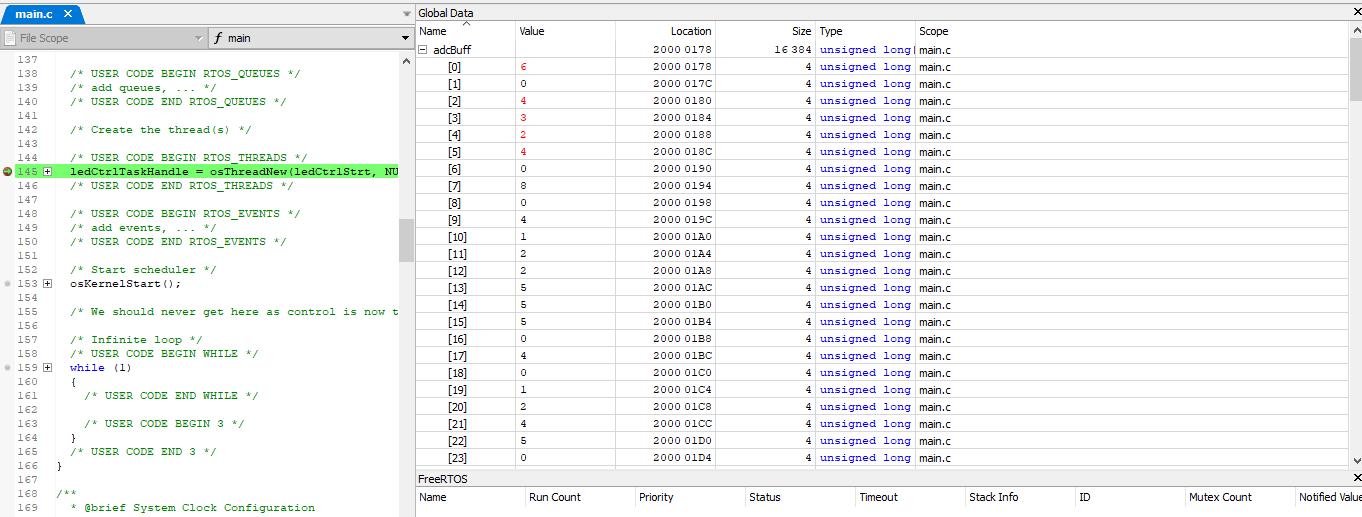 main.c
File Scope
main
137
138 /* USER CODE BEGIN RTOS_QUEUES */
139 /* add queues, ... */
140 /* USER CODE END RTOS_QUEUES */
141
142 /* Create the thread(s) */
143
144 /* USER CODE BEGIN RTOS_THREADS */
145 ledCtrlTaskHandle = osThreadNew(ledCtrlStrt, NU
146 /* USER CODE END RTOS_THREADS */
147
148 /* USER CODE BEGIN RTOS_EVENTS */
149 /* add events, ... */
150 /* USER CODE END RTOS_EVENTS */
151
152 /* Start scheduler */
153 osKernelStart();
154
155 /* We should never get here as control is now t
156
157 /* Infinite loop */
158 /* USER CODE BEGIN WHILE */
159 while (1)
160 {
161 /* USER CODE END WHILE */
162
163 /* USER CODE BEGIN 3 */
164 }
165 /* USER CODE END 3 */
166 }
167
168 /**
169 * @brief System Clock Configuration
Global Data
Name Value Location Size Type Scope
adcBuff 2000 0178 16 384 unsigned long main.c
[0] 6 2000 0178 4 unsigned long main.c
[1] 0 2000 017C 4 unsigned long main.c
[2] 4 2000 0180 4 unsigned long main.c
[3] 3 2000 0184 4 unsigned long main.c
[4] 2 2000 0188 4 unsigned long main.c
[5] 4 2000 018C 4 unsigned long main.c
[6] 0 2000 0190 4 unsigned long main.c
[7] 8 2000 0194 4 unsigned long main.c
[8] 0 2000 0198 4 unsigned long main.c
[9] 4 2000 019C 4 unsigned long main.c
[10] 1 2000 01A0 4 unsigned long main.c
[11] 2 2000 01A4 4 unsigned long main.c
[12] 2 2000 01A8 4 unsigned long main.c
[13] 5 2000 01AC 4 unsigned long main.c
[14] 5 2000 01B0 4 unsigned long main.c
[15] 5 2000 01B4 4 unsigned long main.c
[16] 0 2000 01B8 4 unsigned long main.c
[17] 4 2000 01BC 4 unsigned long main.c
[18] 0 2000 01C0 4 unsigned long main.c
[19] 1 2000 01C4 4 unsigned long main.c
[20] 2 2000 01C8 4 unsigned long main.c
[21] 4 2000 01CC 4 unsigned long main.c
[22] 5 2000 01D0 4 unsigned long main.c
[23] 0 2000 01D4 4 unsigned long main.c
FreeRTOS
Name Run Count Priority Status Timeout Stack Info ID Mutex Count Notified Value